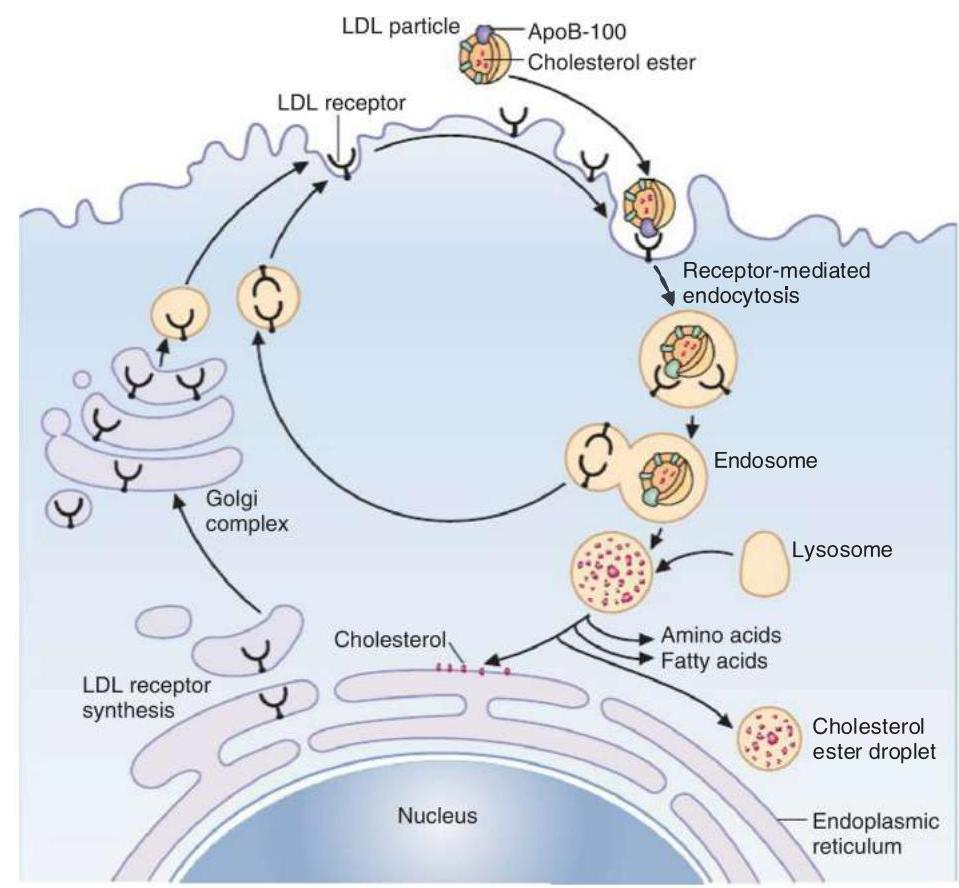 LDL particle
ApoB-100
Cholesterol ester
LDL receptor
Receptor-mediated
endocytosis
Endosome
Golgi
complex
Lysosome
Cholesterol
Amino acids
Fatty acids
LDL receptor
synthesis
Cholesterol
ester droplet
Nucleus
Endoplasmic
reticulum